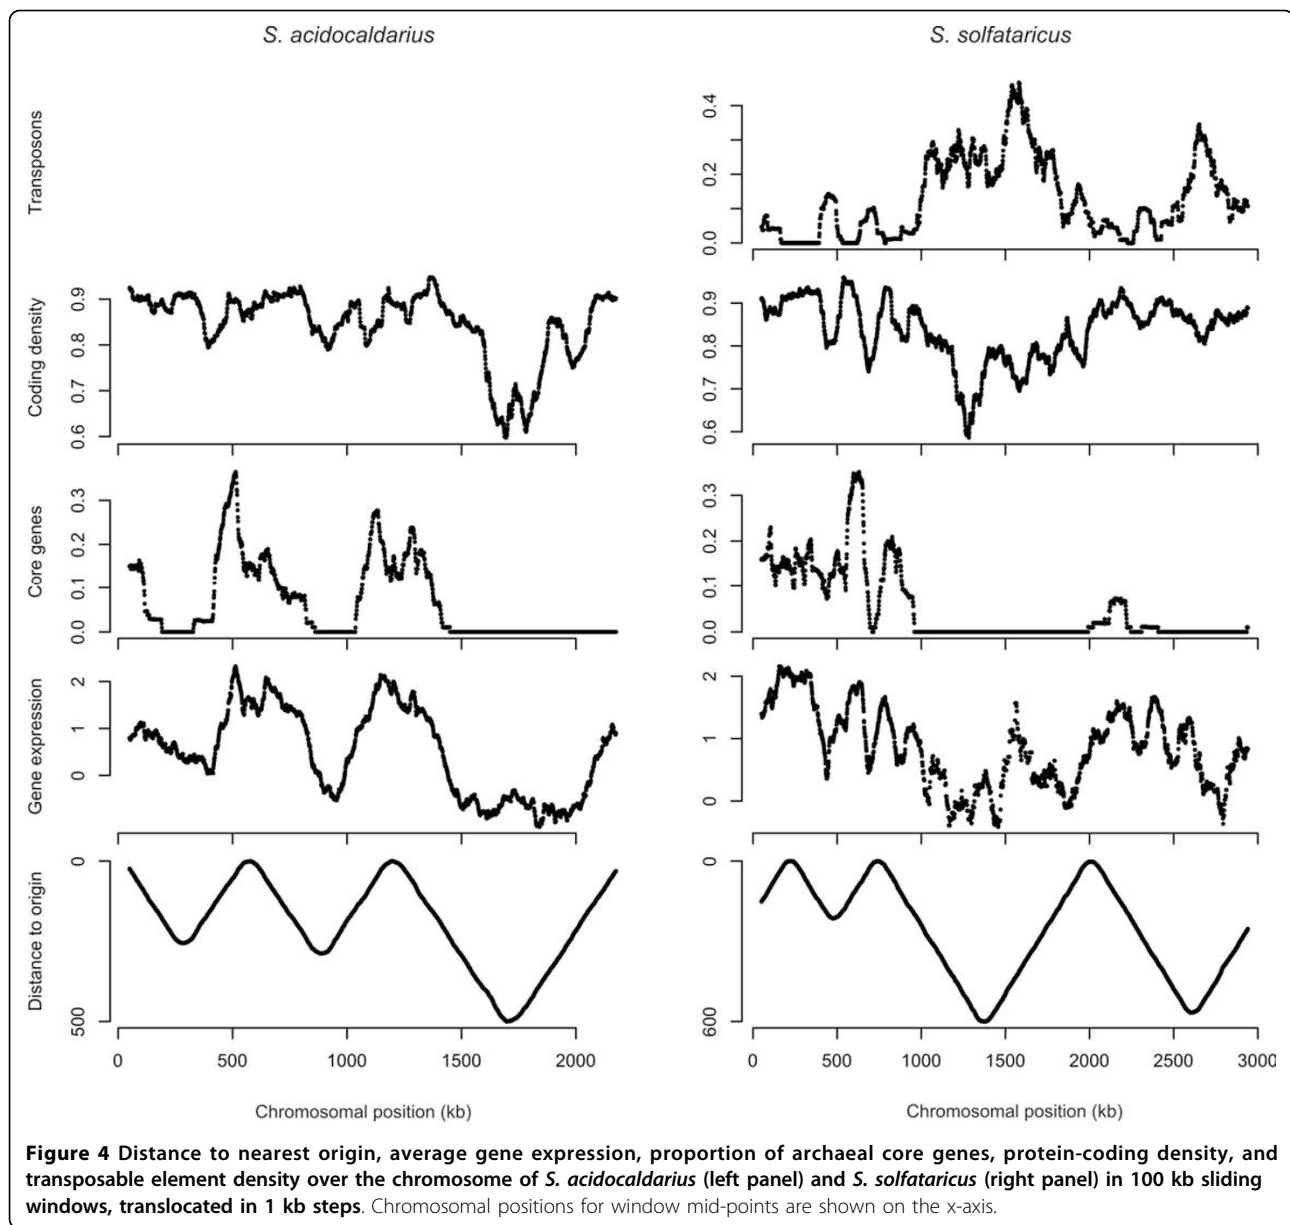 S. acidocaldarius
S. solfataricus
Transposons
0.4
0.2
0.0
Coding density
0.9
0.8
0.7
0.6
0.9
0.8
0.7
0.6
Core genes
0.3
0.2
0.1
0.0
0.3
0.2
0.1
0.0
Gene expression
2
1
0
2
1
0
Distance to origin
0
500
0
600
0 500 1000 1500 2000
0 500 1000 1500 2000 2500 3000
Chromosomal position (kb)
Chromosomal position (kb)
Figure 4 Distance to nearest origin, average gene expression, proportion of archaeal core genes, protein-coding density, and
transposable element density over the chromosome of S. acidocaldarius (left panel) and S. solfataricus (right panel) in 100 kb sliding
windows, translocated in 1 kb steps. Chromosomal positions for window mid-points are shown on the x-axis.